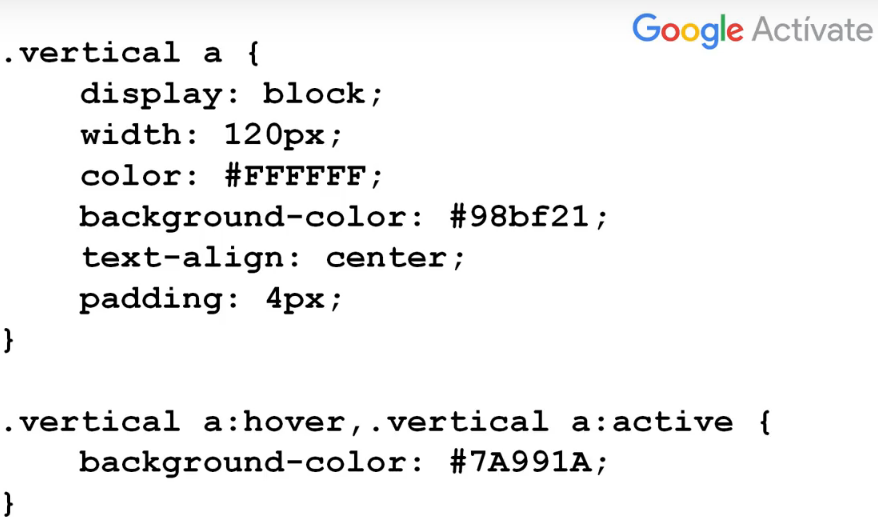 Google Actívate
.vertical a {
    display: block;
    width: 120px;
    color: #FFFFFF;
    background-color: #98bf21;
    text-align: center;
    padding: 4px;
}

.vertical a:hover,.vertical a:active {
    background-color: #7A991A;
}